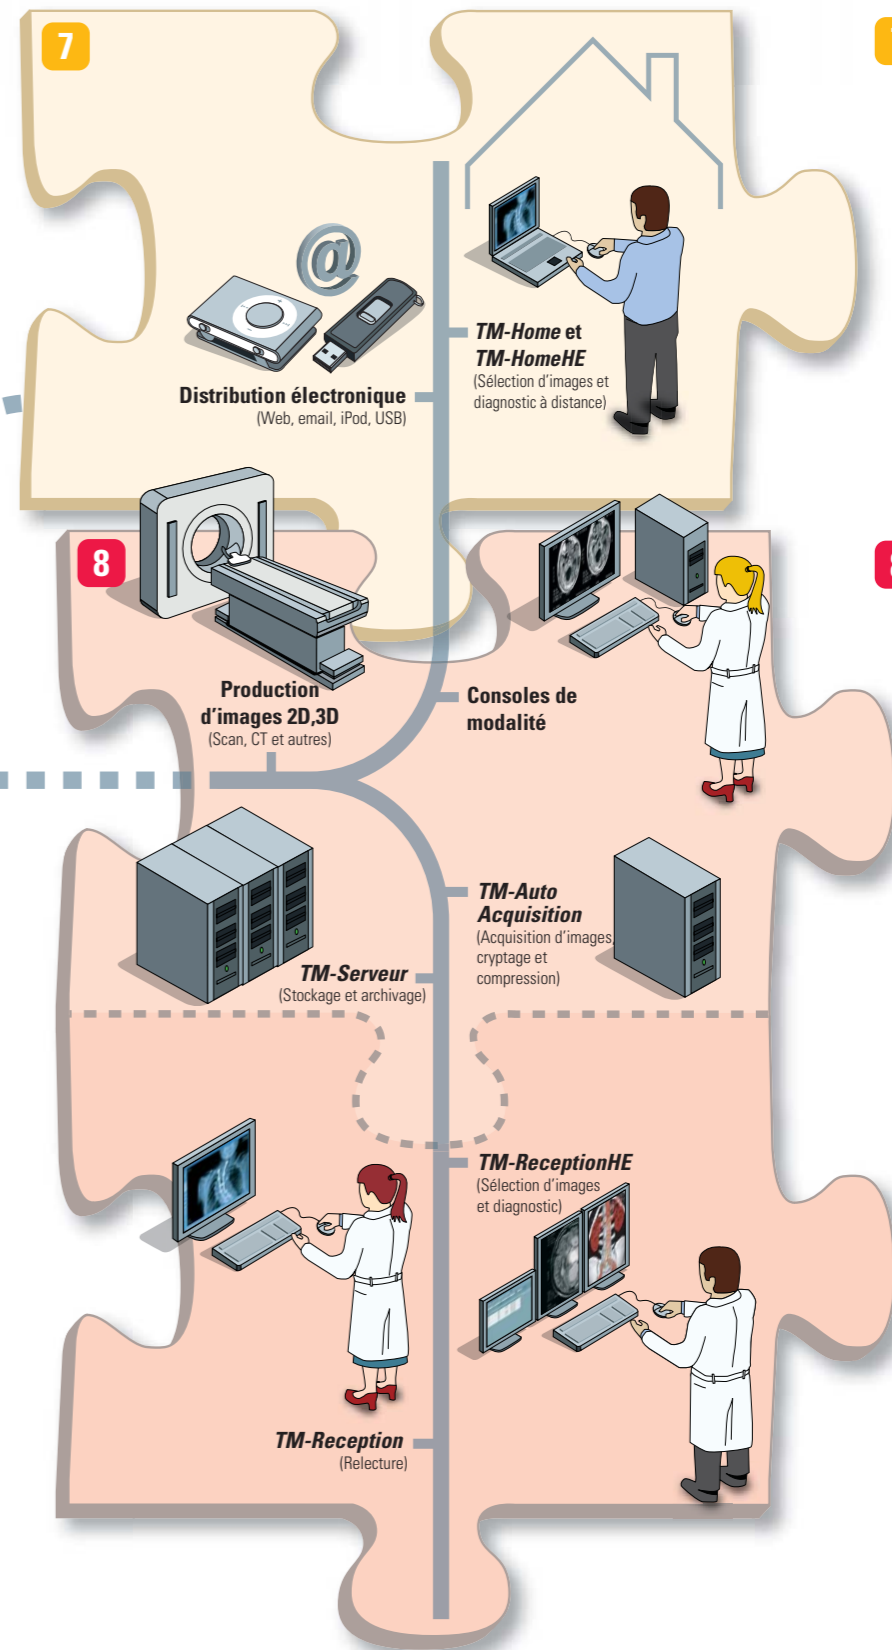 7
TM-Home et
TM-HomeHE
(Sélection d'images et
diagnostic à distance)
Distribution électronique
(Web, email, iPod, USB)
8
Production
d'images 2D,3D
(Scan, CT et autres)
Consoles de
modalité
TM-Auto
Acquisition
(Acquisition d'images,
cryptage et
compression)
TM-Serveur
(Stockage et archivage)
TM-ReceptionHE
(Sélection d'images
et diagnostic)
TM-Reception
(Relecture)